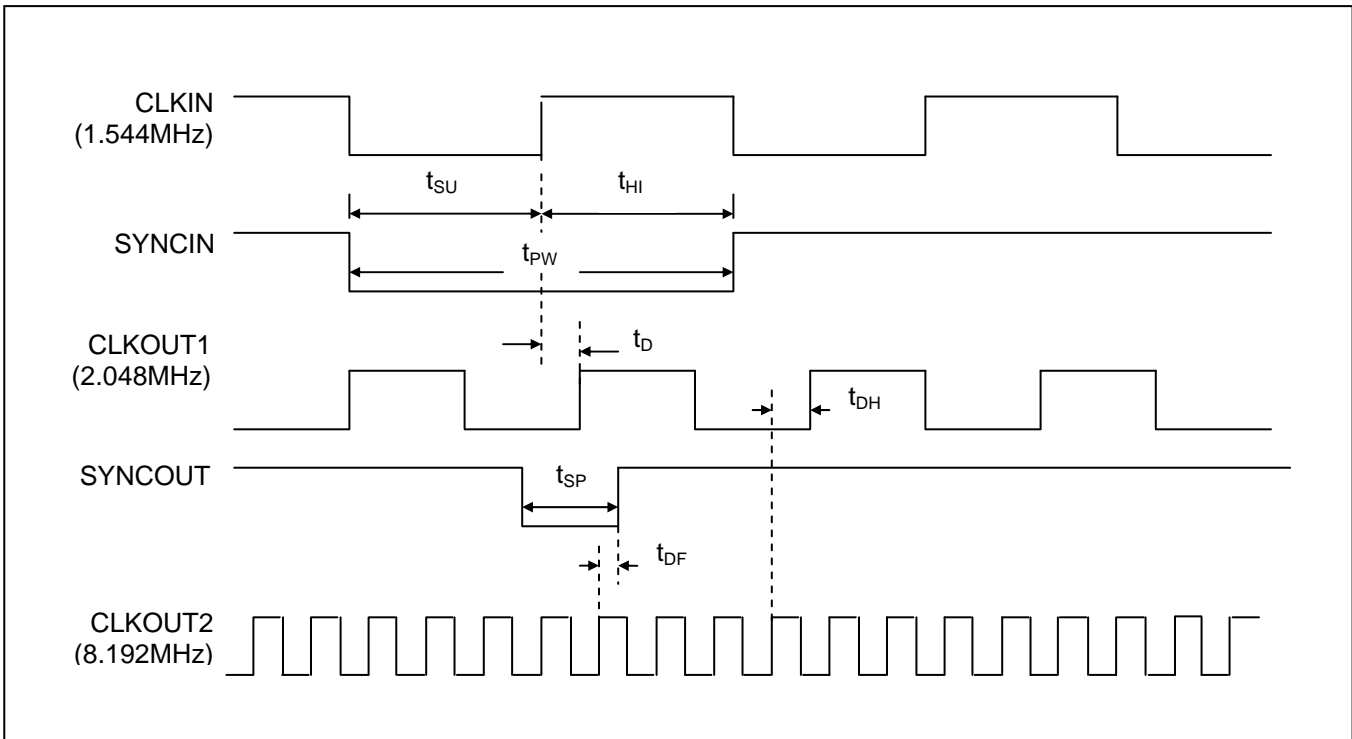 CLKIN
(1.544MHz)
tSU
tHI
SYNCIN
tPW
CLKOUT1
(2.048MHz)
tD
tDH
SYNCOUT
tSP
tDF
CLKOUT2
(8.192MHz)